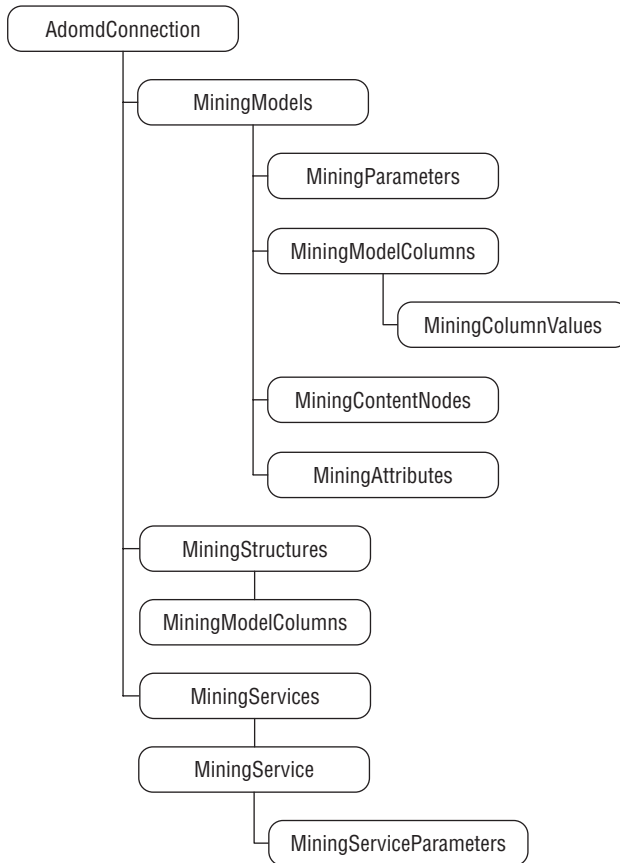 AdomdConnection
MiningModels
MiningParameters
MiningModelColumns
MiningColumnValues
MiningContentNodes
MiningAttributes
MiningStructures
MiningModelColumns
MiningServices
MiningService
MiningServiceParameters